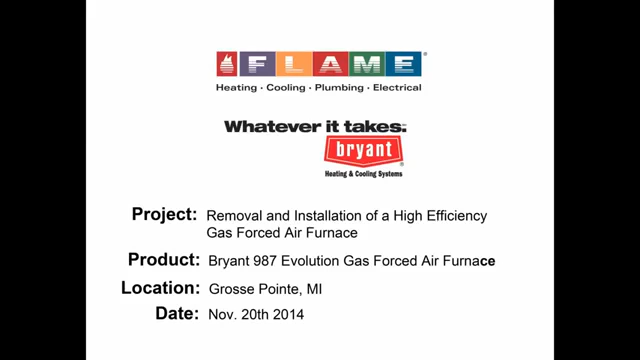 FLAME®
Heating · Cooling · Plumbing · Electrical
Whatever it takes.
bryant®
Heating & Cooling Systems
Project: Removal and Installation of a High Efficiency
Gas Forced Air Furnace
Product: Bryant 987 Evolution Gas Forced Air Furnace
Location: Grosse Pointe, MI
Date: Nov. 20th 2014